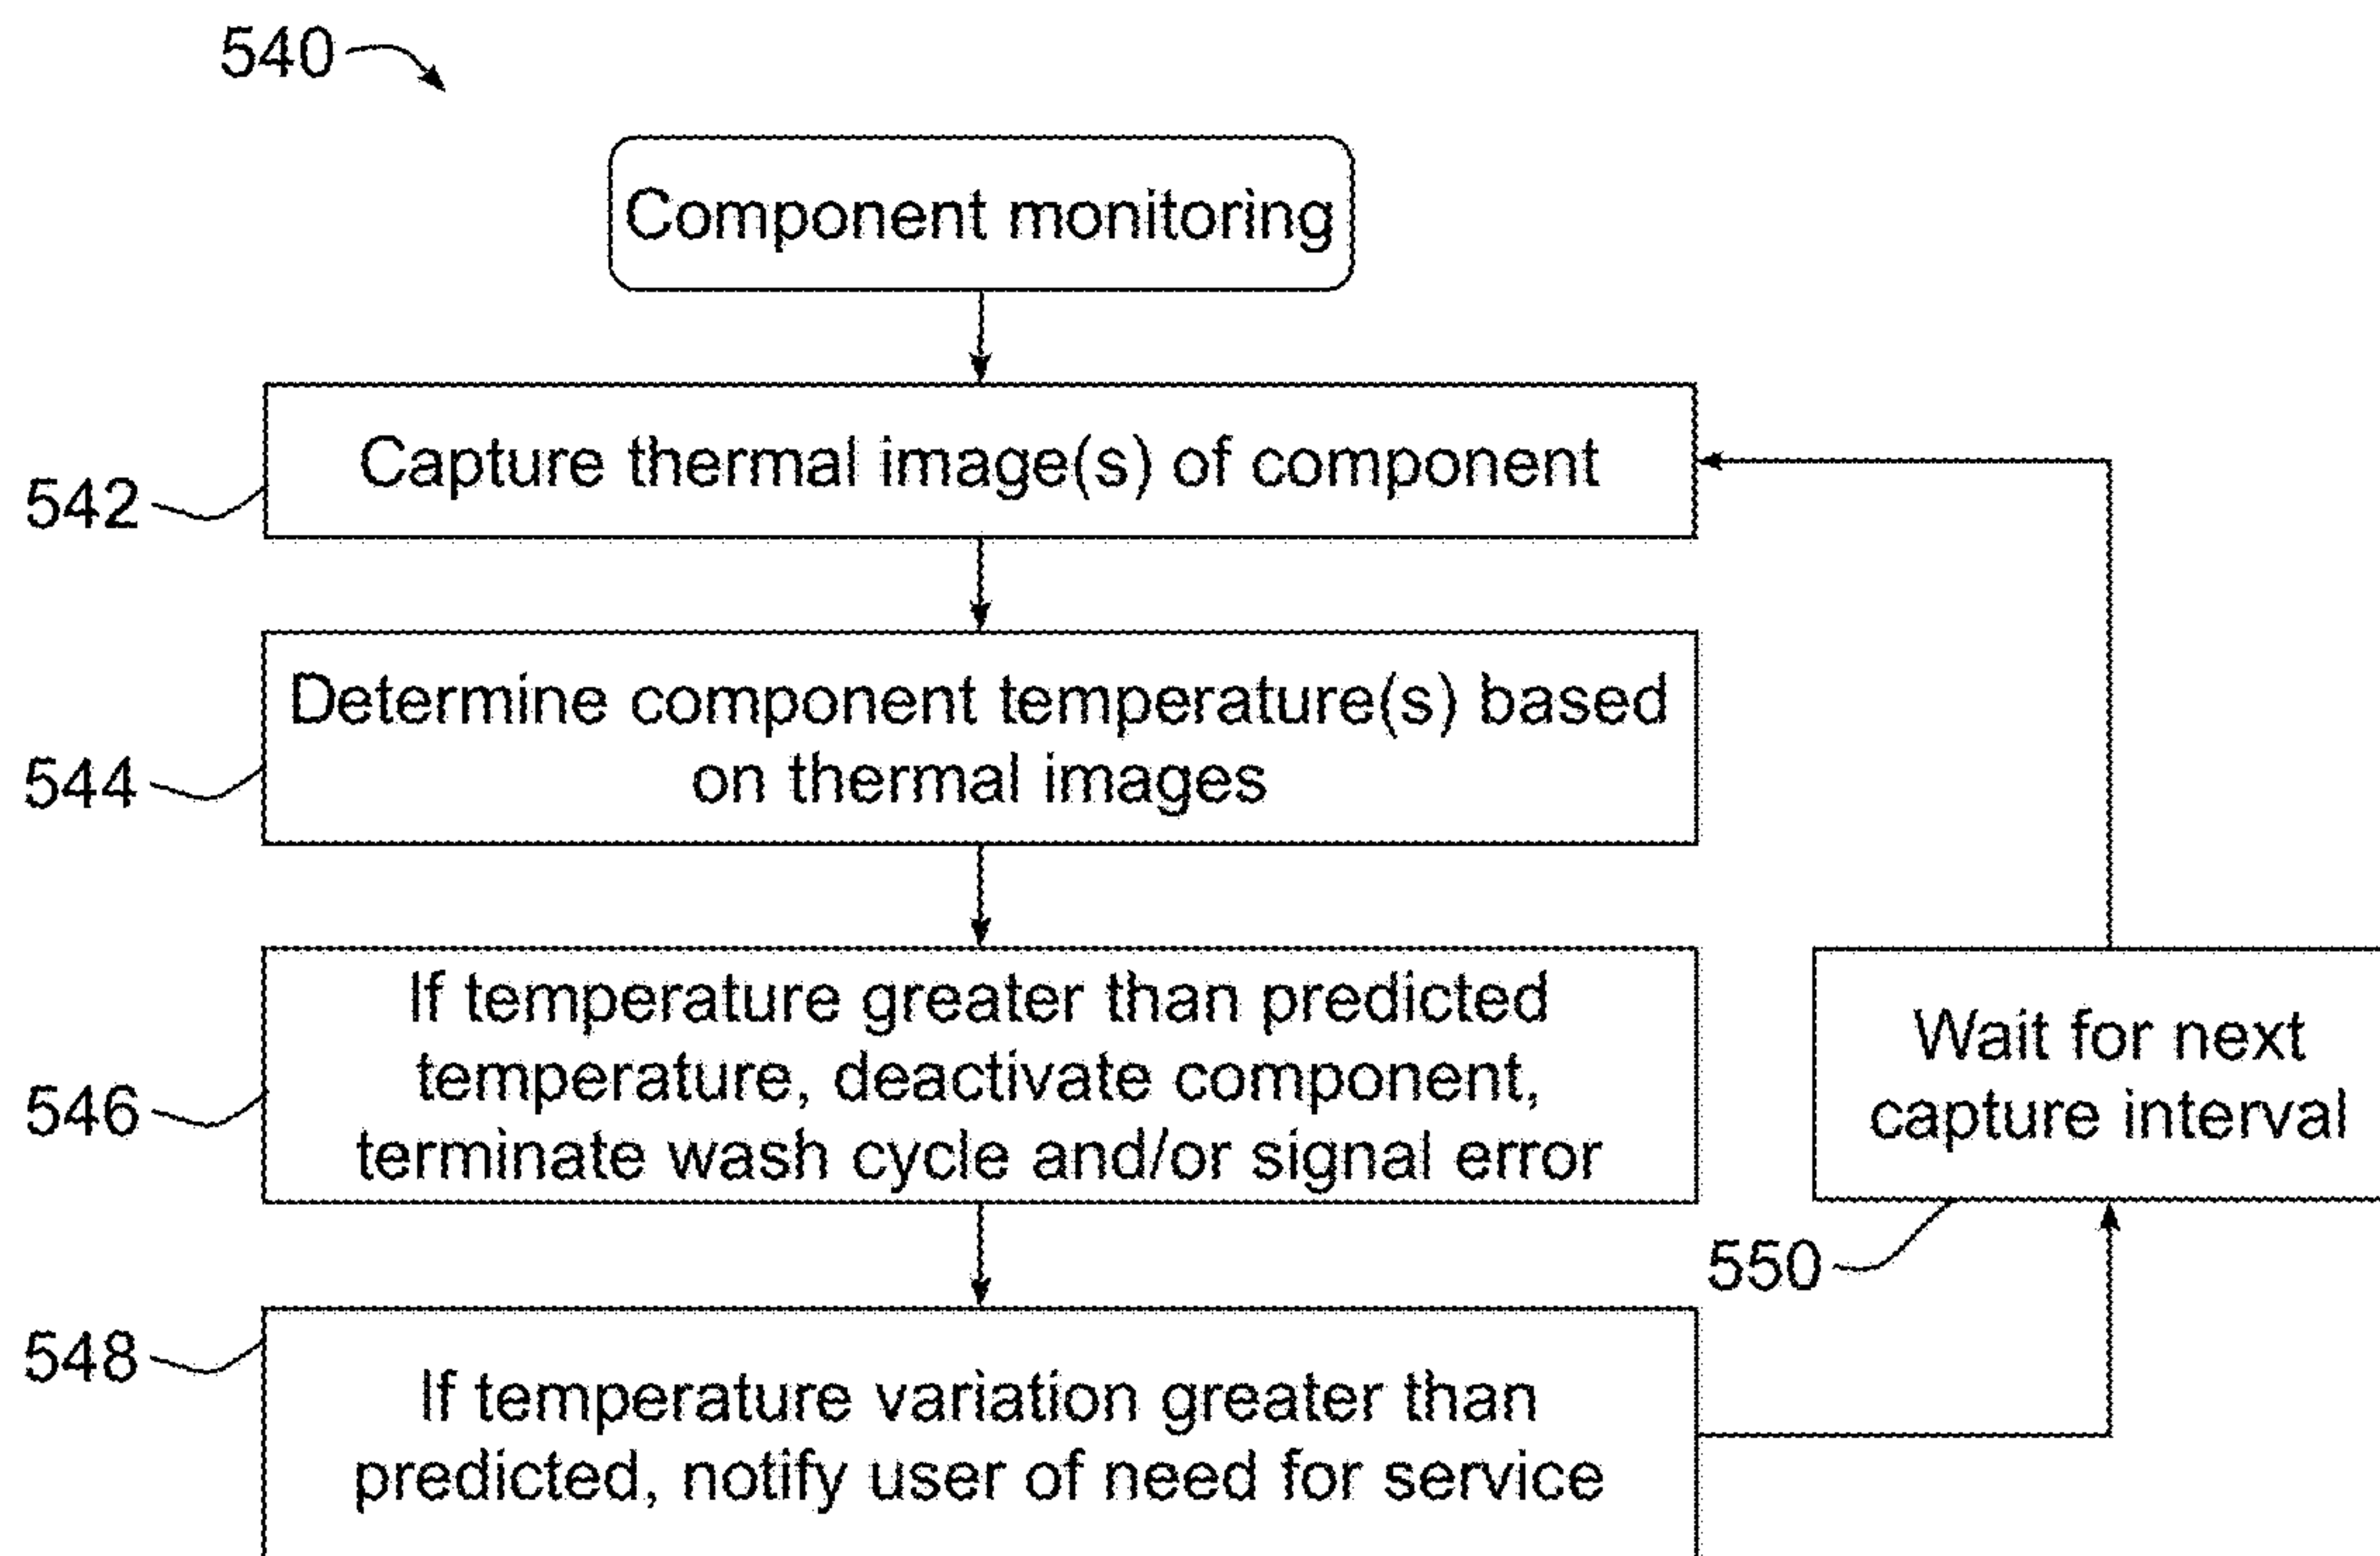 540
Component monitoring
542
Capture thermal image(s) of component
544
Determine component temperature(s) based
on thermal images
546
If temperature greater than predicted
temperature, deactivate component,
terminate wash cycle and/or signal error
Wait for next
capture interval
550
548
If temperature variation greater than
predicted, notify user of need for service